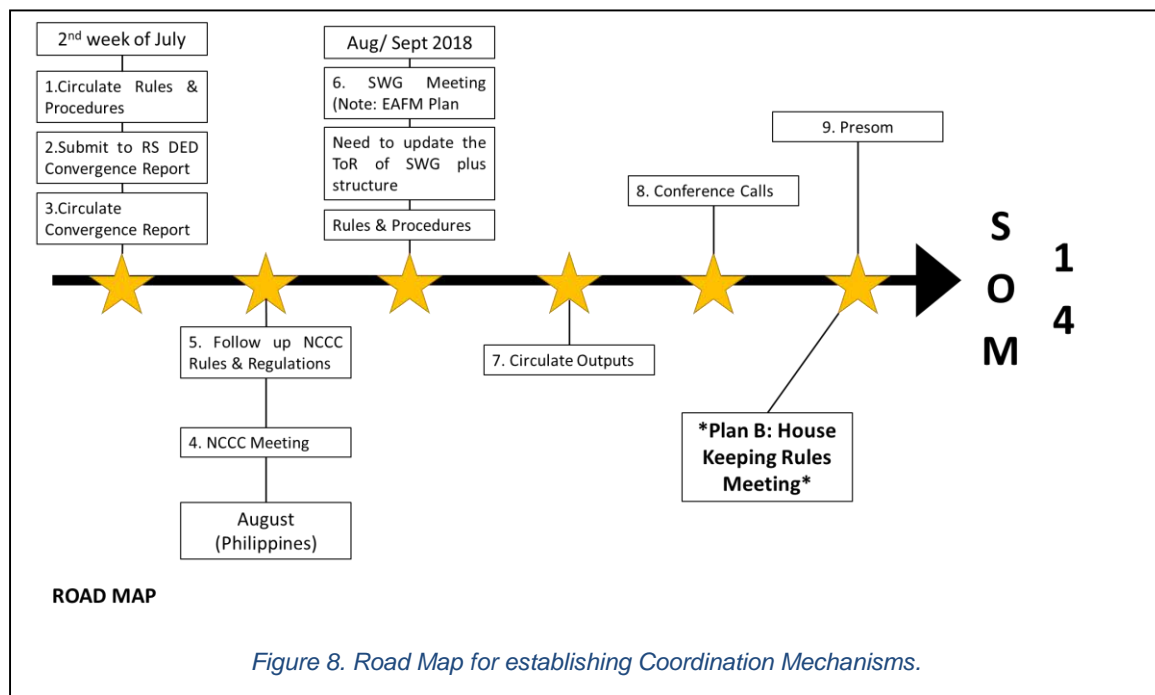 2nd week of July
1.Circulate Rules &
Procedures
2.Submit to RS DED
Convergence Report
3.Circulate
Convergence Report
Aug/ Sept 2018
6. SWG Meeting
(Note: EAFM Plan
Need to update the
ToR of SWG plus
structure
Rules & Procedures
9. Presom
8. Conference Calls
S
O
M
1
4
5. Follow up NCCC
Rules & Regulations
4. NCCC Meeting
August
(Philippines)
7. Circulate Outputs
*Plan B: House
Keeping Rules
Meeting*
ROAD MAP
Figure 8. Road Map for establishing Coordination Mechanisms.